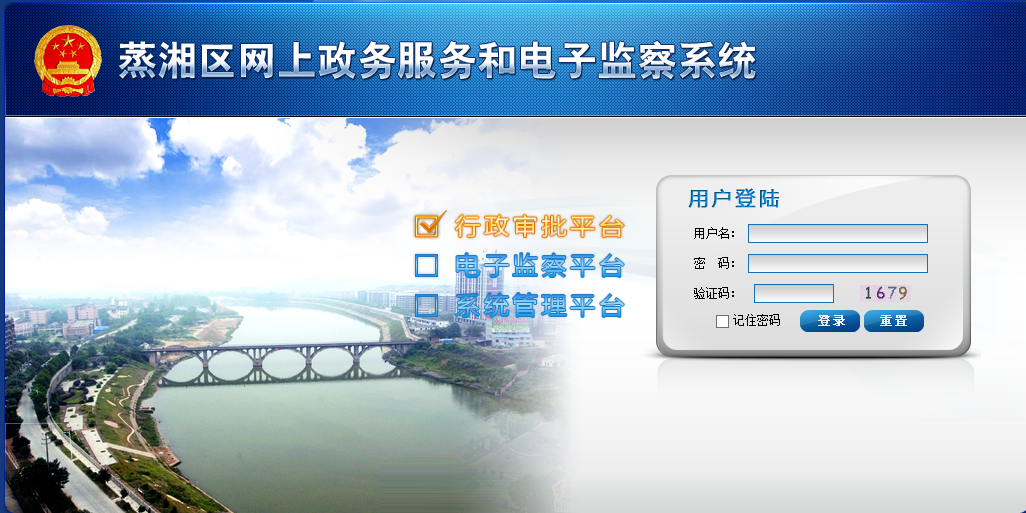 蒸湘区网上政务服务和电子监察系统
行政审批平台
电子监察平台
系统管理平台
用户登陆
用户名：
密 码：
验证码： 1679
记住密码 登录 重置